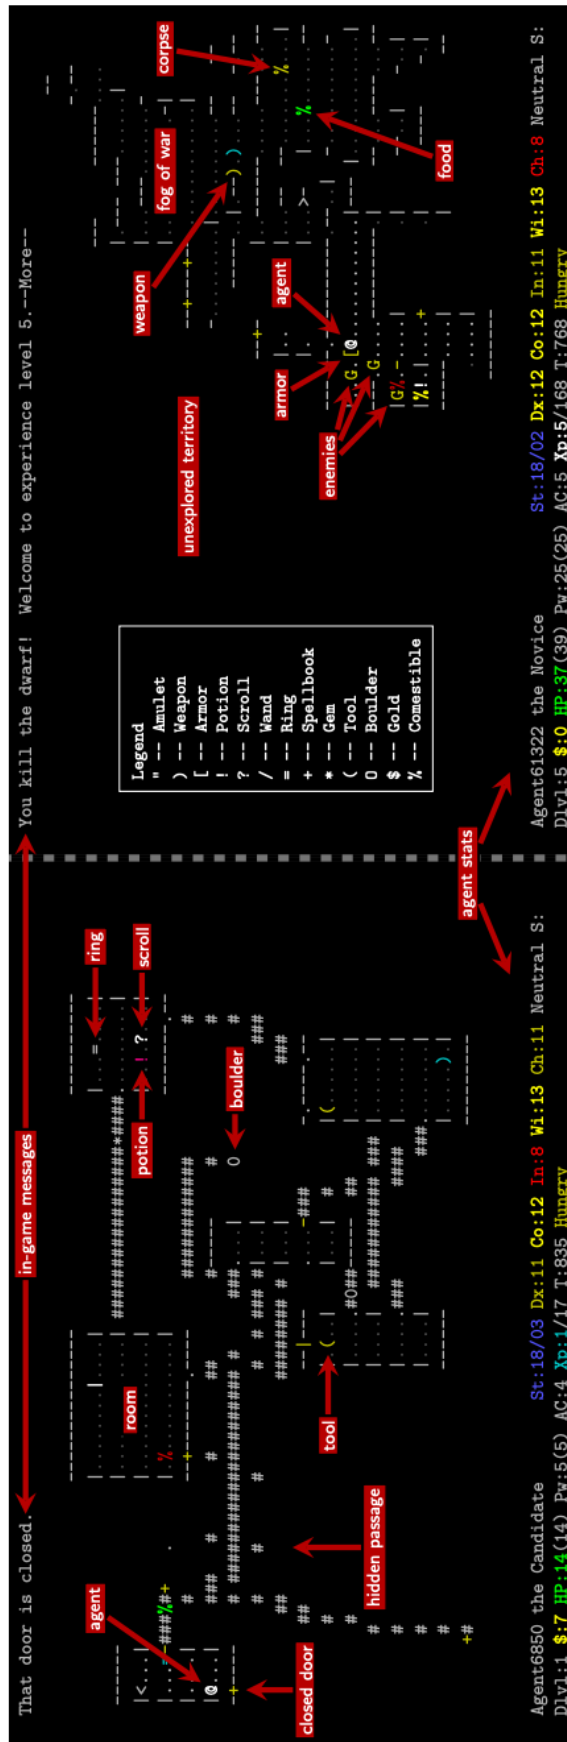 in-game messages
That door is closed.
agent
closed door
hidden passage
room
tool
potion
ring
scroll
boulder
Agent6850 the Candidate
St:18/03 Dx:11 Co:12 In:8 Wi:13 Ch:11 Neutral S:
Dlvl:1 $:7 HP:14(14) Pw:5(5) AC:4 Xp:1/17 T:835 Hungry
agent stats
You kill the dwarf! Welcome to experience level 5.--More--
Legend
" -- Amulet
) -- Weapon
[ -- Armor
! -- Potion
? -- Scroll
/ -- Wand
= -- Ring
+ -- Spellbook
* -- Gem
( -- Tool
0 -- Boulder
$ -- Gold
% -- Comestible
unexplored territory
enemies
armor
agent
weapon
fog of war
corpse
food
Agent61322 the Novice
St:18/02 Dx:12 Co:12 In:11 Wi:13 Ch:8 Neutral S:
Dlvl:5 $:0 HP:37(39) Pw:25(25) AC:5 Xp:5/168 T:768 Hungry